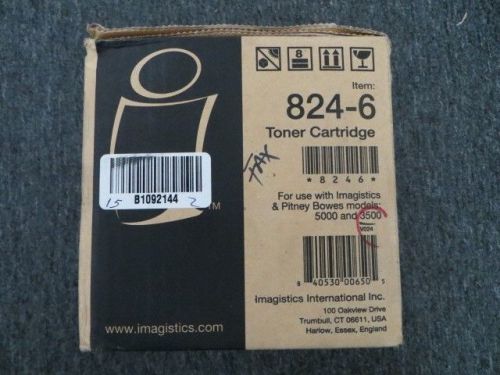 8
Item:
824-6
Toner Cartridge
*8246*
FAX
For use with Imagistics
& Pitney Bowes models:
5000 and 3500
V024
8 40530 00650 5
Imagistics International Inc.
100 Oakview Drive
Trumbull, CT 06611, USA
Harlow, Essex, England
15 B1092144 2
TM
www.imagistics.com